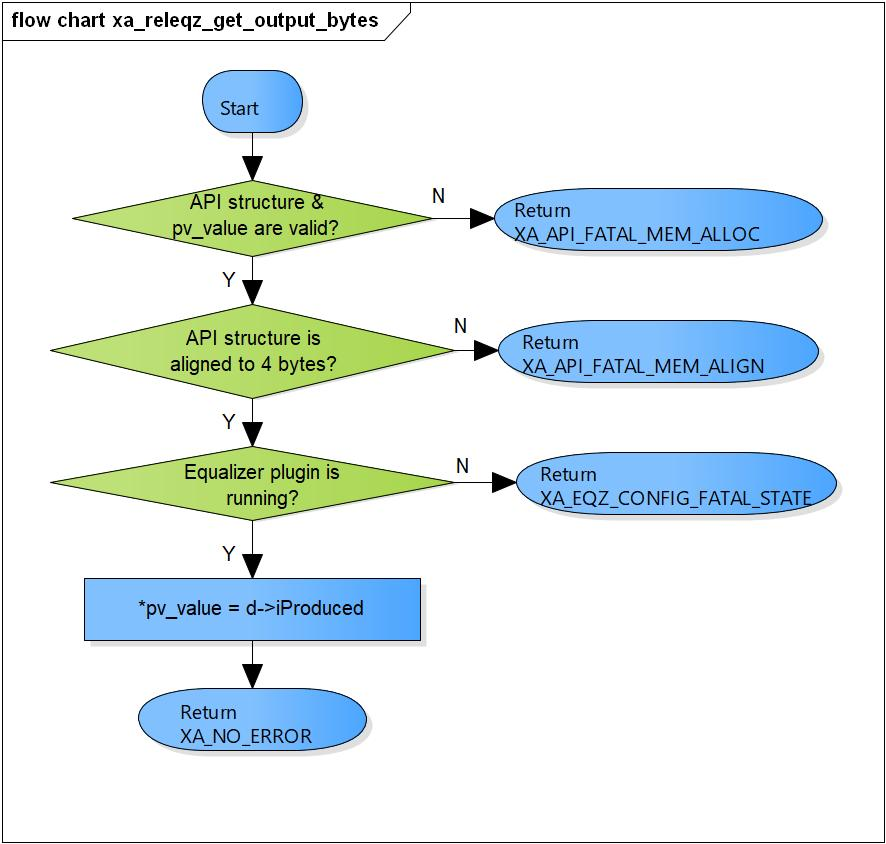 flow chart xa_releqz_get_output_bytes
Start
API structure &
pv_value are valid?
N
Return
XA_API_FATAL_MEM_ALLOC
Y
API structure is
aligned to 4 bytes?
N
Return
XA_API_FATAL_MEM_ALIGN
Y
Equalizer plugin is
running?
N
Return
XA_EQZ_CONFIG_FATAL_STATE
Y
*pv_value = d->iProduced
Return
XA_NO_ERROR